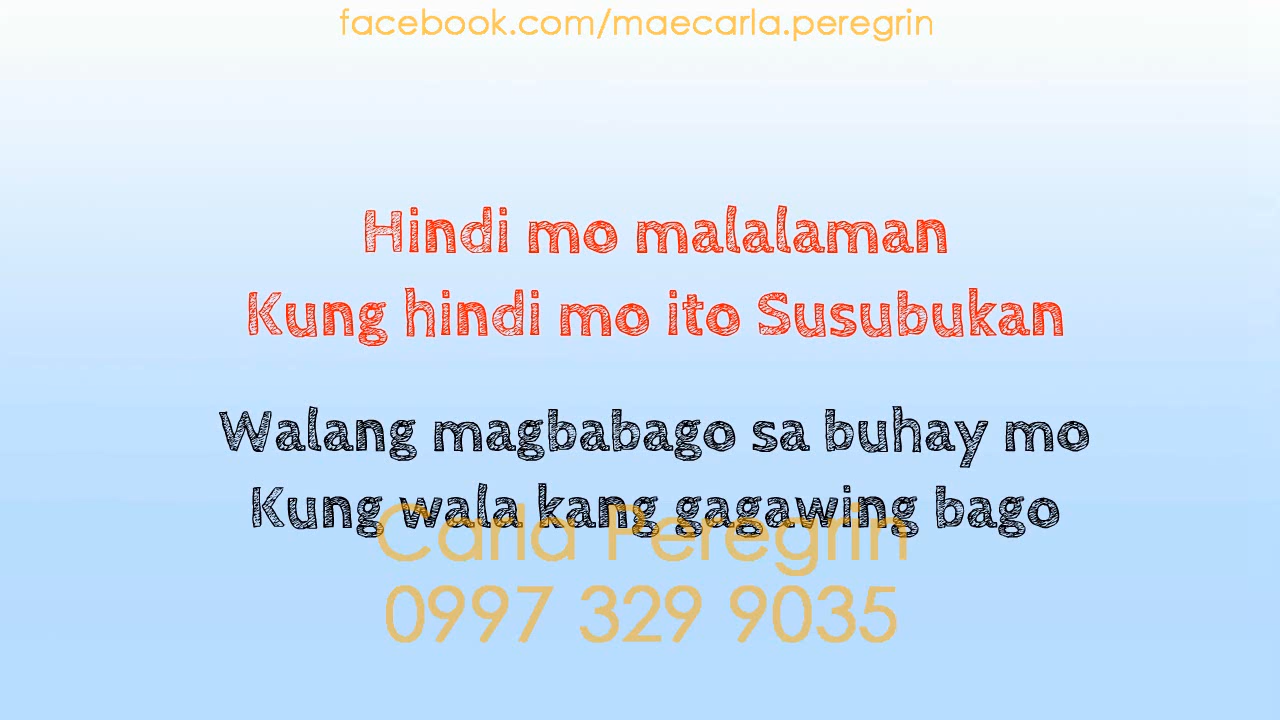 facebook.com/maecarla.peregrin
Hindi mo malalaman
Kung hindi mo ito Susubukan
Walang magbabago sa buhay mo
Kung wala kang gagawing bago
Carla Peregrin
0997 329 9035